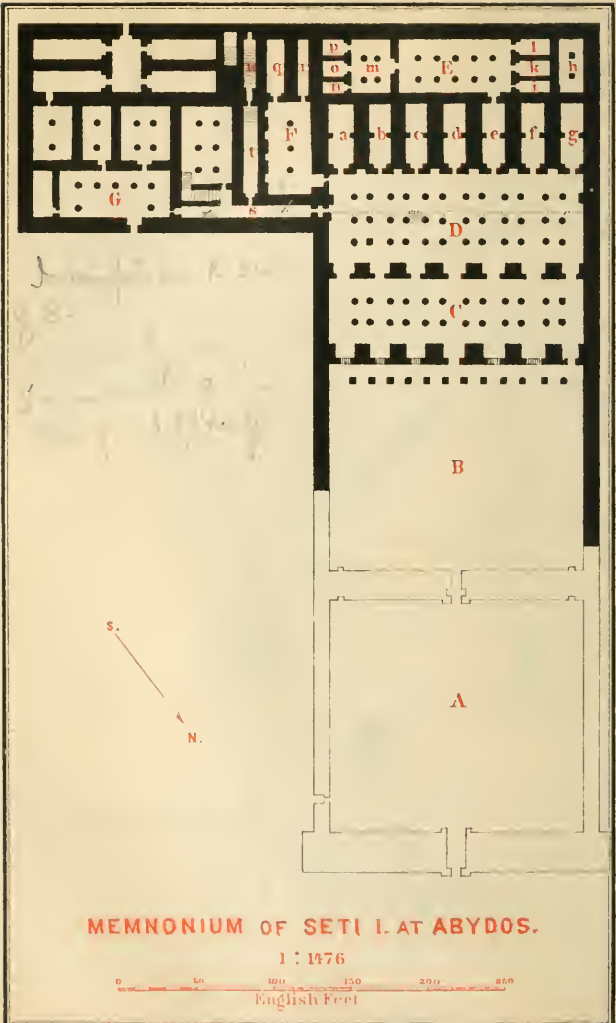 p l
u q r o m E k h
n i
F a b c d e f g
t
G s
D
C
B
S.
A
N.
MEMNONIUM OF SETI I. AT ABYDOS.
1 : 1476
0 50 100 150 200 250
English Feet